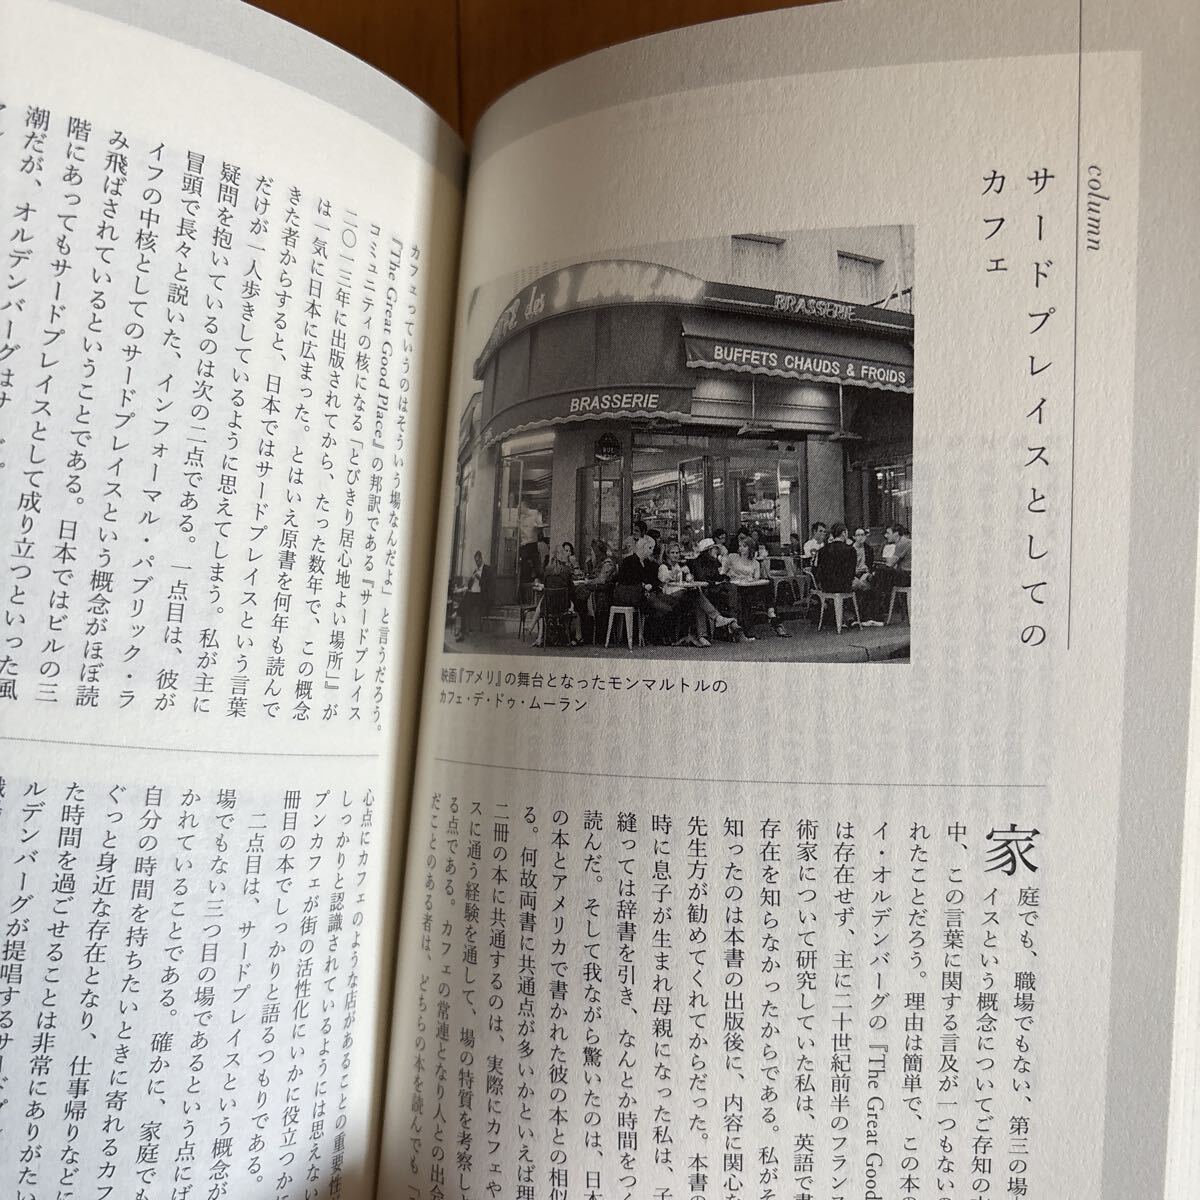 column
サードプレイスとしての
カフェ
CAFÉ des 2 MOULINS
BRASSERIE
BUFFETS CHAUDS & FROIDS
BRASSERIE
映画『アメリ』の舞台となったモンマルトルの
カフェ・デ・ドゥ・ムーラン
家庭でも、職場でもない、第三の場
イスという概念についてご存知の
中、この言葉に関する言及が一つもない
れたことだろう。理由は簡単で、この本の
イ・オルデンバーグの『The Great Good
は存在せず、主に二十世紀前半のフラン
術家について研究していた私は、英語で書
存在を知らなかったからである。私がそ
知ったのは本書の出版後に、内容に関心を
先生方が勧めてくれてからだった。本書の
時に息子が生まれ母親になった私は、子
縫っては辞書を引き、なんとか時間をつく
読んだ。そして我ながら驚いたのは、日本
の本とアメリカで書かれた彼の本との相似
る。何故両書に共通点が多いかといえば理
二冊の本に共通するのは、実際にカフェや
スに通う経験を通して、場の特質を考察し
る点である。カフェの常連となり人との出会
だことのある者は、どちらの本を読んでも「
カフェっていうのはそういう場なんだよ」と言うだろう。
『The Great Good Place』の邦訳である『サードプレイス
コミュニティの核になる「とびきり居心地よい場所」』が
二〇一三年に出版されてから、たった数年で、この概念
は一気に日本に広まった。とはいえ原書を何年も読んで
きた者からすると、日本ではサードプレイスという言葉
だけが一人歩きしているように思えてしまう。私が主に
疑問を抱いているのは次の二点である。一点目は、彼が
冒頭で長々と説いた、インフォーマル・パブリック・ラ
イフの中核としてのサードプレイスという概念がほぼ読
み飛ばされているということである。日本ではビルの三
階にあってもサードプレイスとして成り立つといった風
潮だが、オルデンバーグはサ
心点にカフェのような店があることの重要性
しっかりと認識されているようには思えない
プンカフェが街の活性化にいかに役立つか
冊目の本でしっかりと語るつもりである。
二点目は、サードプレイスという概念が
場でもない三つ目の場であるという点にば
かれていることである。確かに、家庭でも
自分の時間を持ちたいときに寄れるカフ
ぐっと身近な存在となり、仕事帰りなどに
た時間を過ごせることは非常にありがたい
ルデンバーグが提唱するサードプレ